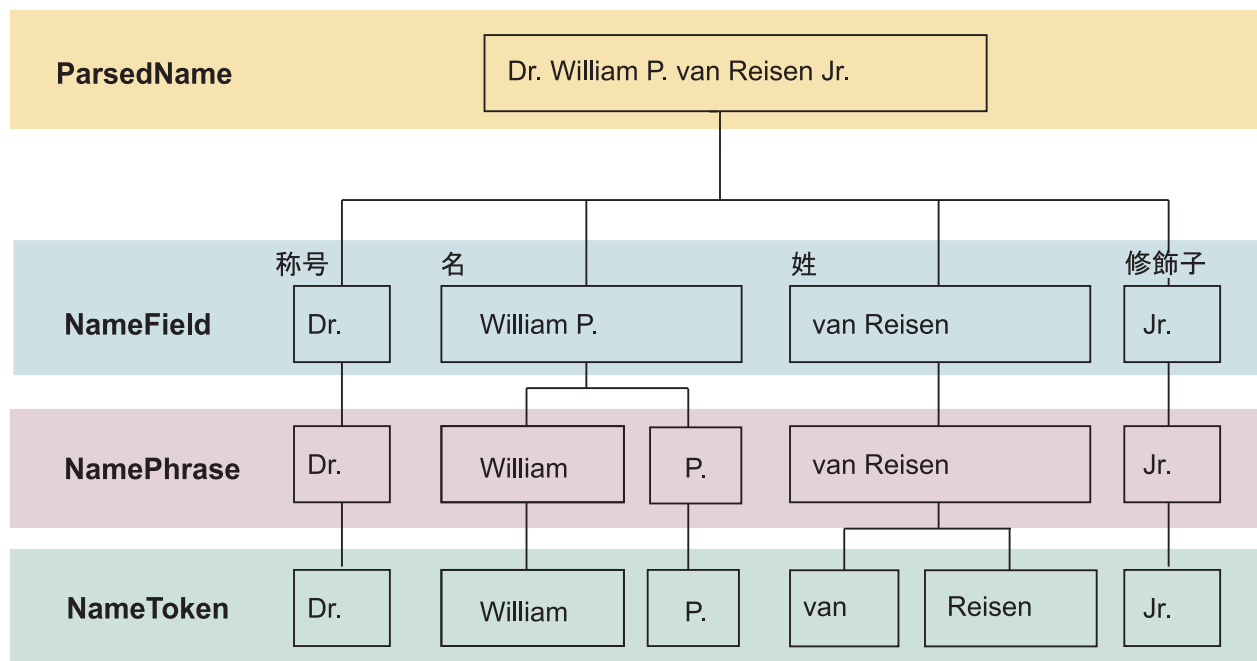 ParsedName Dr. William P. van Reisen Jr.
称号 名 姓 修飾子
NameField Dr. William P. van Reisen Jr.
NamePhrase Dr. William P. van Reisen Jr.
NameToken Dr. William P. van Reisen Jr.